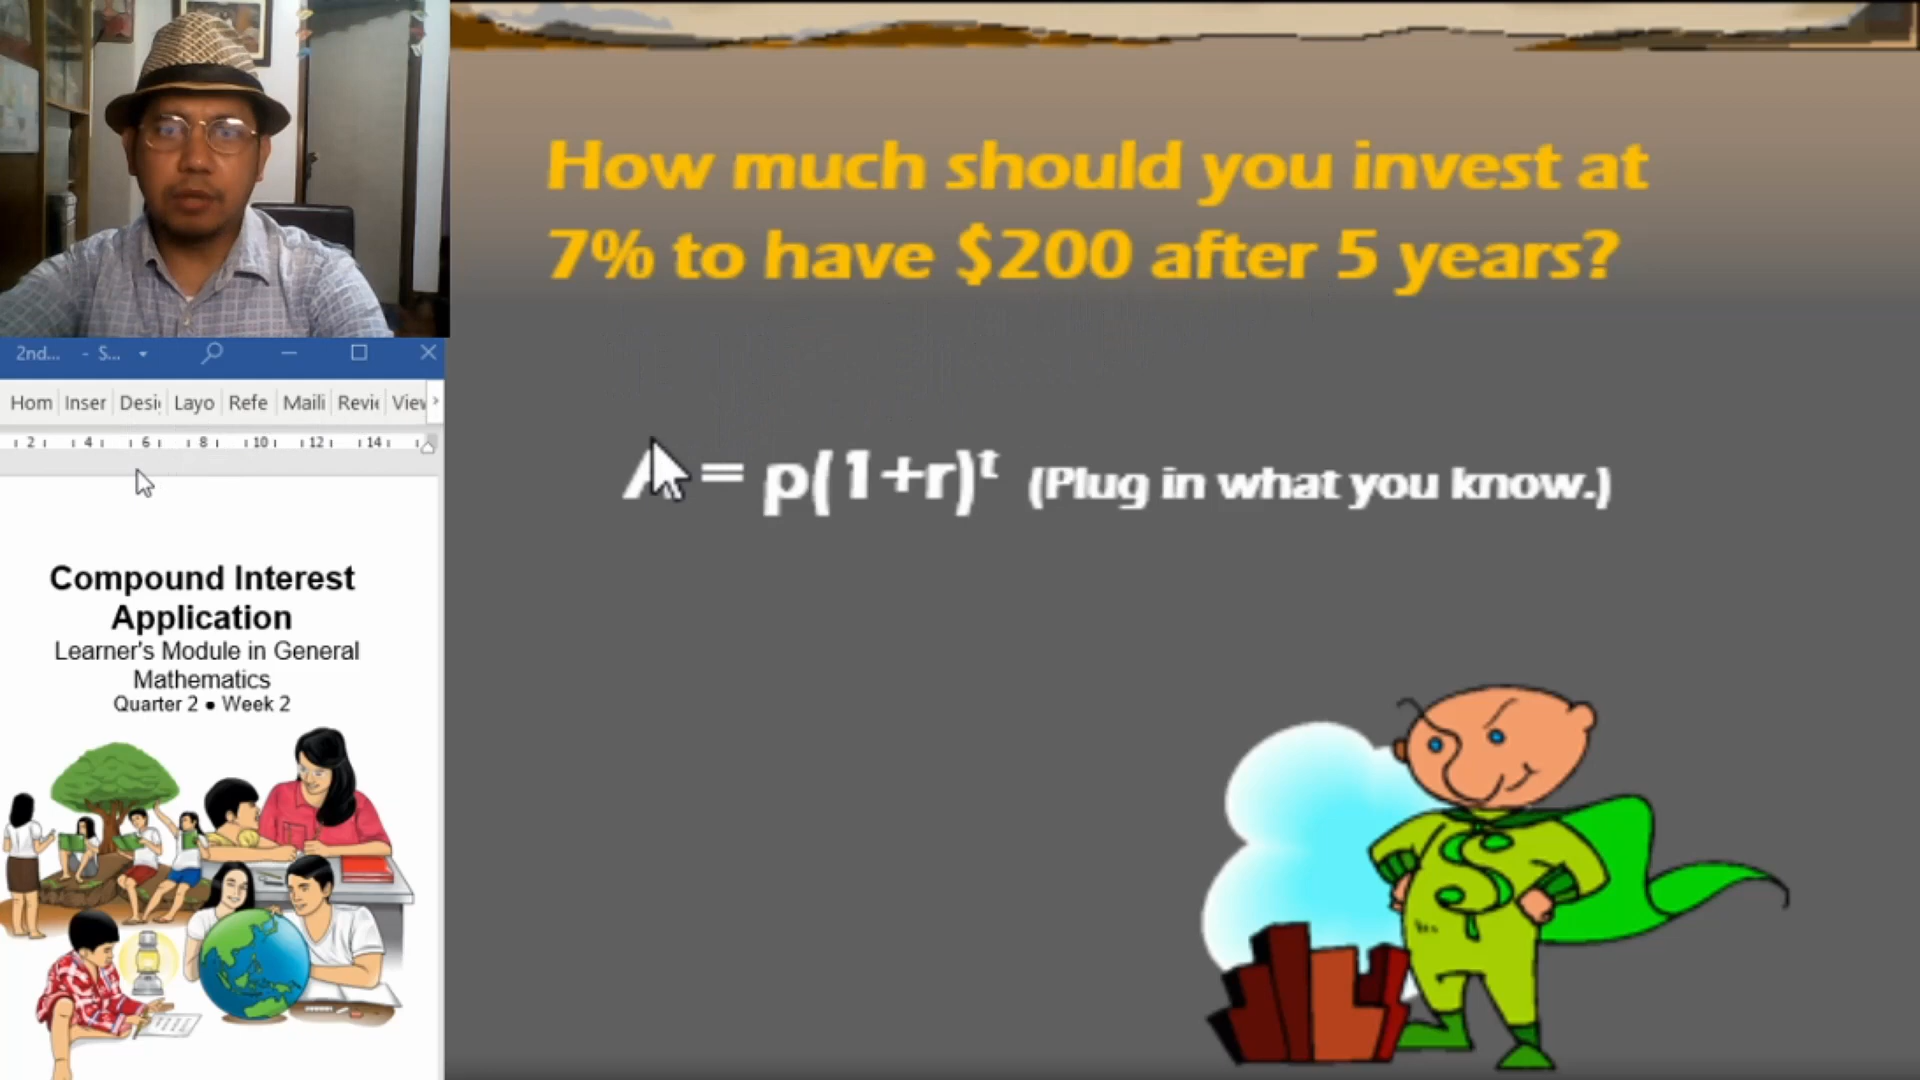 How much should you invest at
7% to have $200 after 5 years?
A = p(1+r)ᵗ (Plug in what you know.)
2nd... - S...
Hom Inser Desi Layo Refe Maili Revie View
2 4 6 8 10 12 14
Compound Interest
Application
Learner's Module in General
Mathematics
Quarter 2 ● Week 2